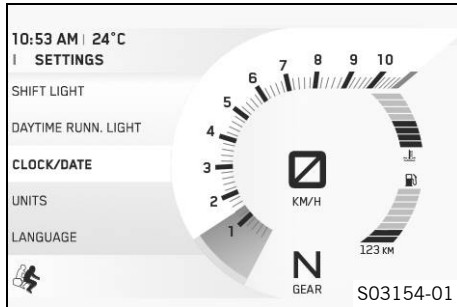 10:53 AM | 24°C
| SETTINGS
SHIFT LIGHT
DAYTIME RUNN. LIGHT
CLOCK/DATE
UNITS
LANGUAGE
1
2
3
4
5
6
7
8
9
10
0
KM/H
N
GEAR
123 KM
S03154-01